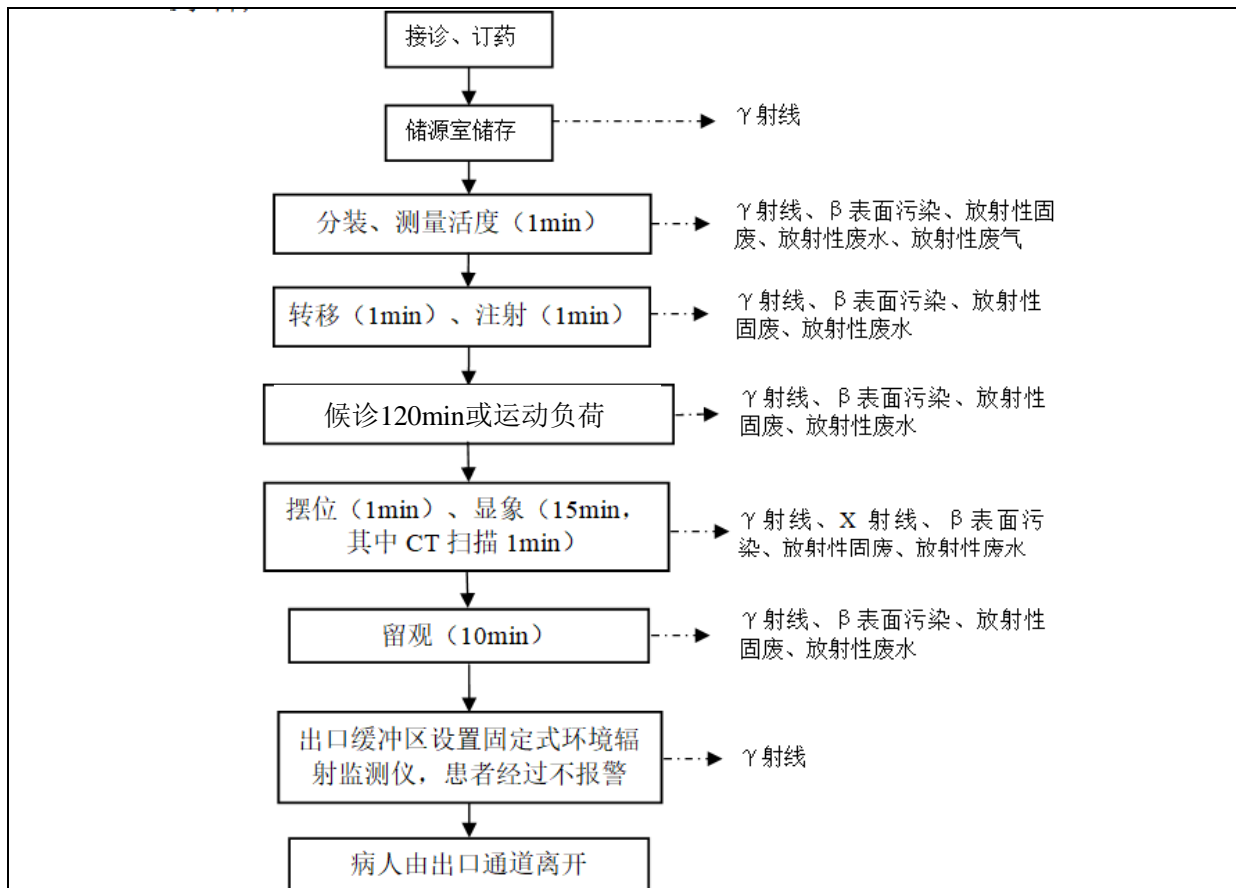 接诊、订药
储源室储存
γ射线
分装、测量活度（1min）
γ射线、β表面污染、放射性固
废、放射性废水、放射性废气
转移（1min）、注射（1min）
γ射线、β表面污染、放射性
固废、放射性废水
候诊120min或运动负荷
γ射线、β表面污染、放射性
固废、放射性废水
摆位（1min）、显象（15min，
其中 CT 扫描 1min）
γ射线、X 射线、β表面污
染、放射性固废、放射性废水
留观（10min）
γ射线、β表面污染、放射性
固废、放射性废水
出口缓冲区设置固定式环境辐
射监测仪，患者经过不报警
γ射线
病人由出口通道离开